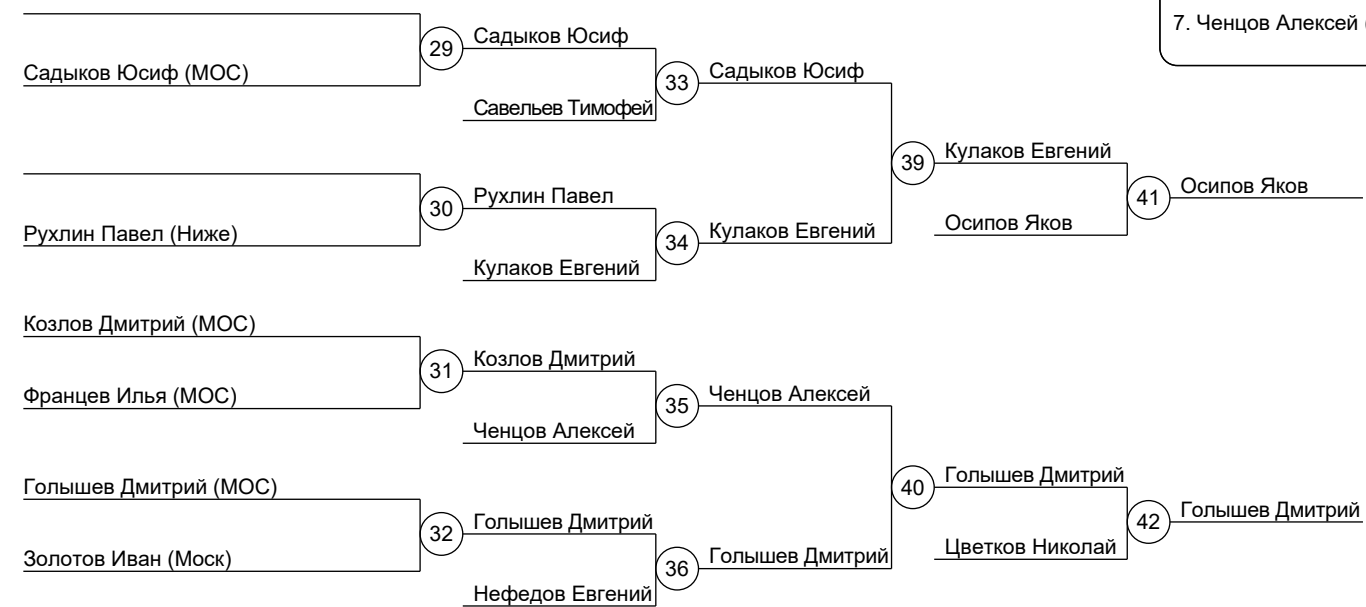 7. Ченцов Алексей (
29
Садыков Юсиф
Садыков Юсиф (МОС)
33
Садыков Юсиф
Савельев Тимофей
39
Кулаков Евгений
30
Рухлин Павел
41
Осипов Яков
Рухлин Павел (Ниже)
34
Кулаков Евгений
Осипов Яков
Кулаков Евгений
Козлов Дмитрий (МОС)
31
Козлов Дмитрий
Францев Илья (МОС)
35
Ченцов Алексей
Ченцов Алексей
40
Голышев Дмитрий
Голышев Дмитрий (МОС)
32
Голышев Дмитрий
42
Голышев Дмитрий
Золотов Иван (Моск)
36
Голышев Дмитрий
Цветков Николай
Нефедов Евгений